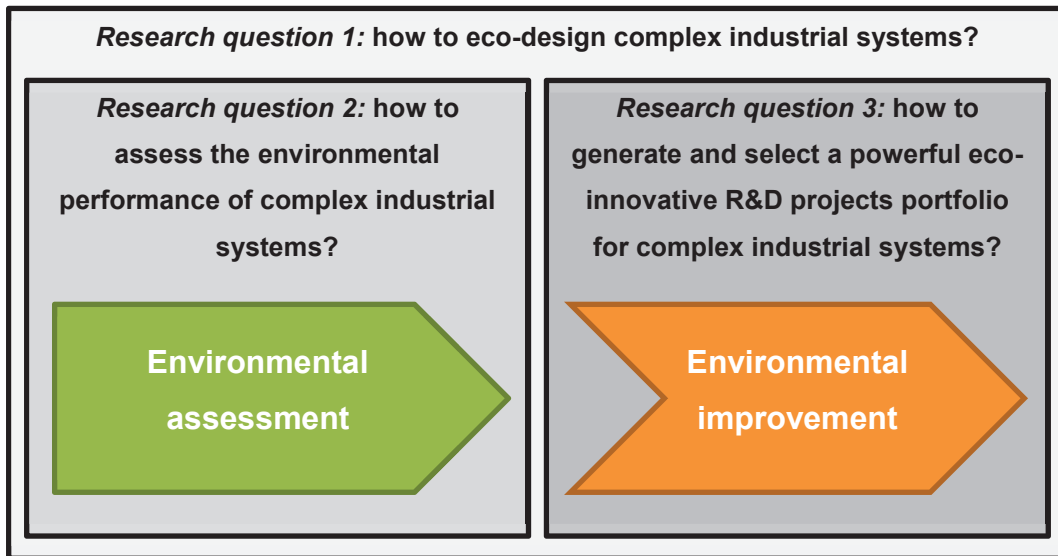 Research question 1: how to eco-design complex industrial systems?
Research question 2: how to
assess the environmental
performance of complex industrial
systems?
Environmental
assessment
Research question 3: how to
generate and select a powerful eco-
innovative R&D projects portfolio
for complex industrial systems?
Environmental
improvement